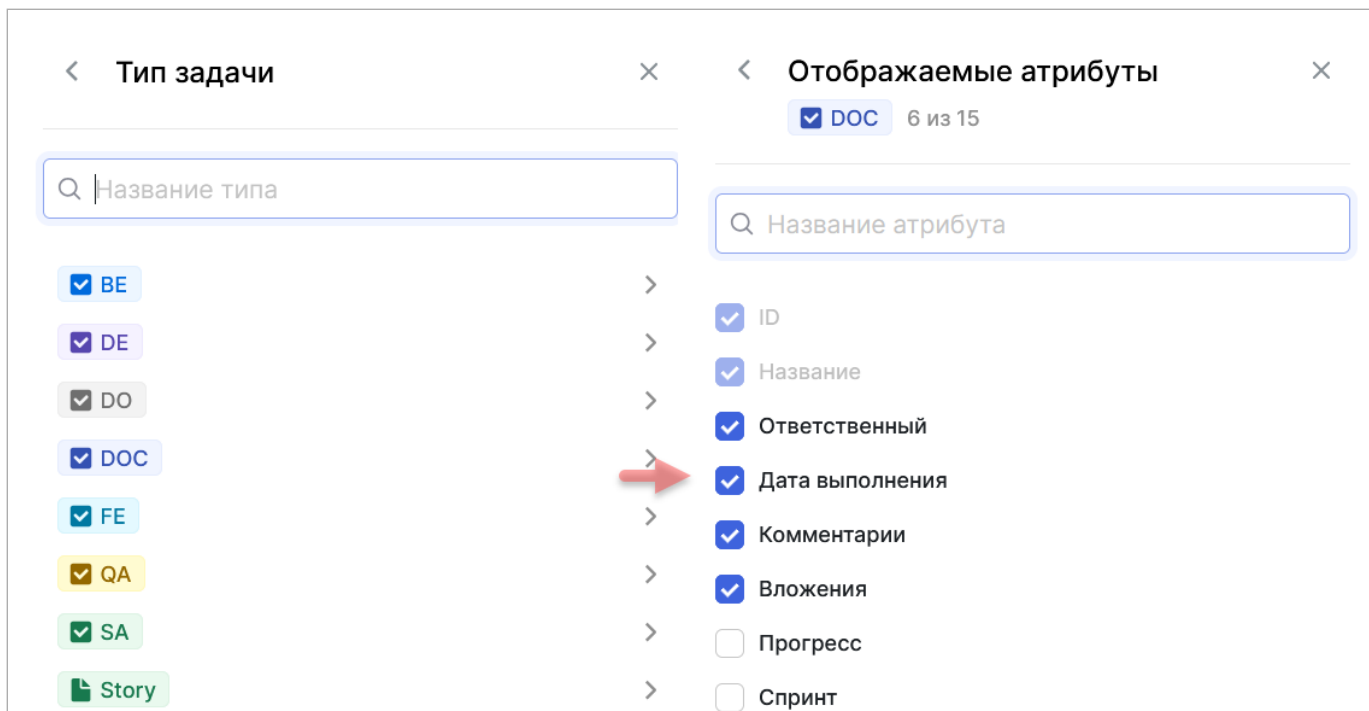 Тип задачи
Название типа
BE
DE
DO
DOC
FE
QA
SA
Story
Отображаемые атрибуты
DOC 6 из 15
Название атрибута
ID
Название
Ответственный
Дата выполнения
Комментарии
Вложения
Прогресс
Спринт